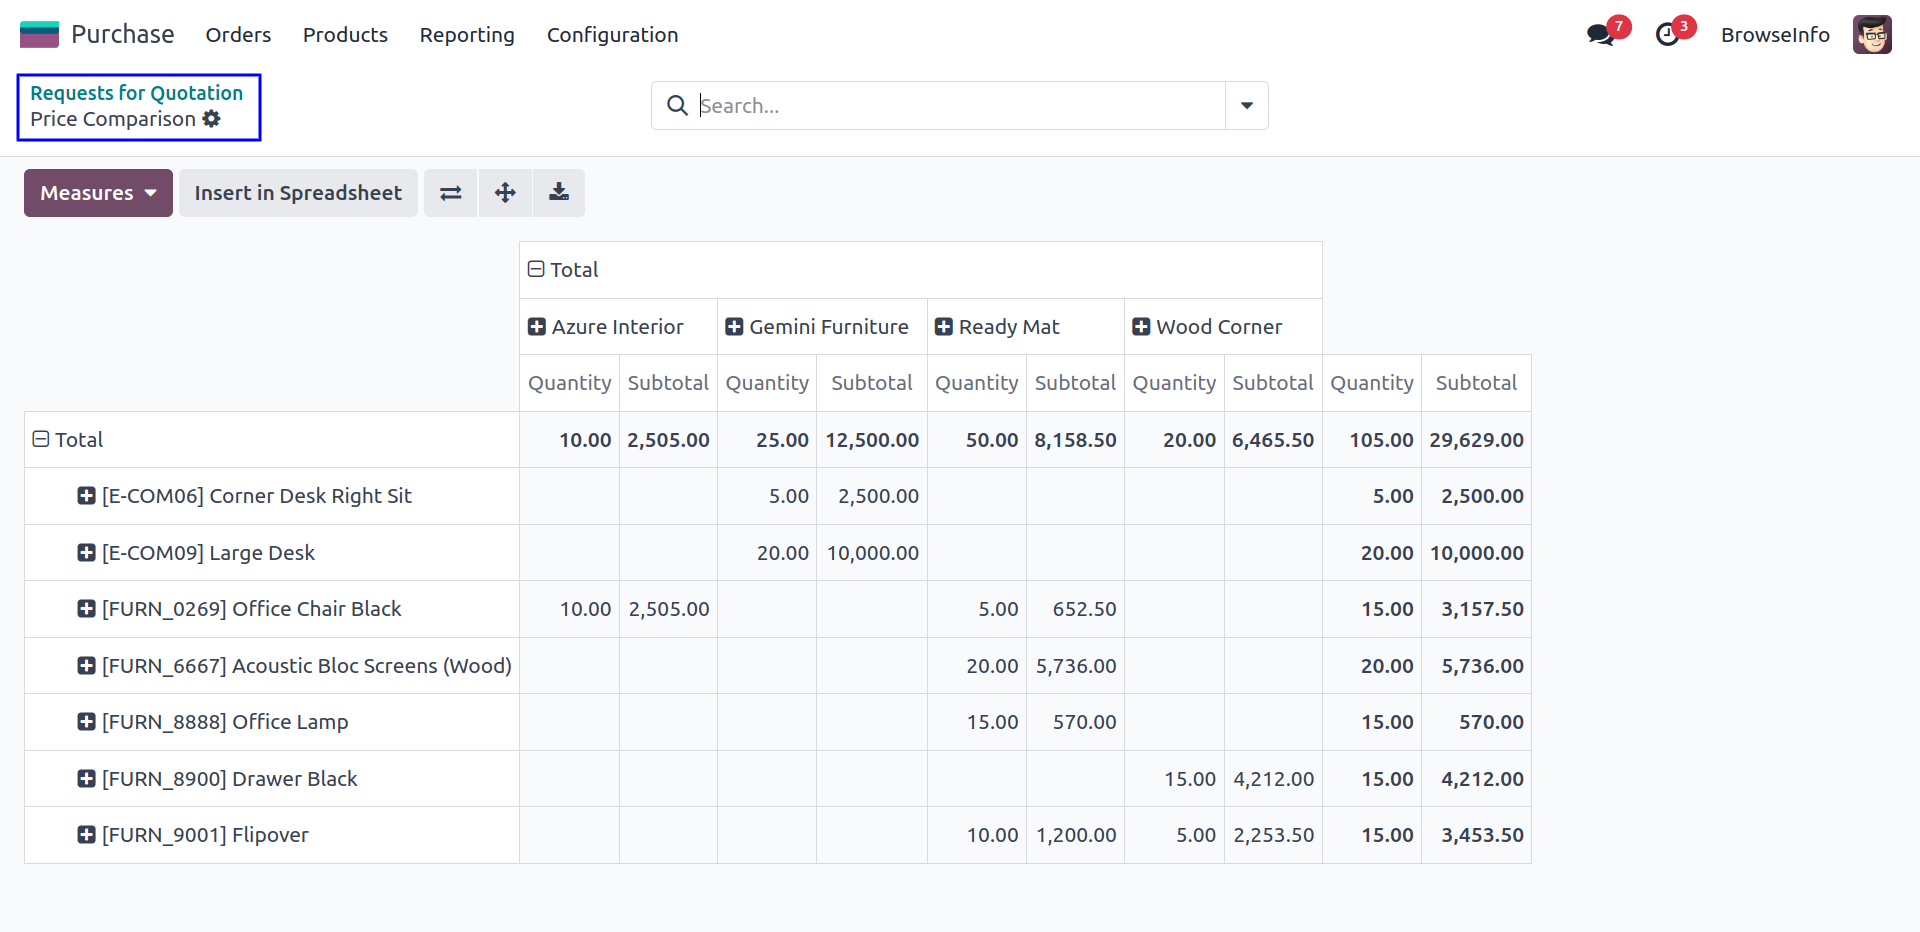 Purchase Orders Products Reporting Configuration 7 3 BrowseInfo
Requests for Quotation
Price Comparison
Search...
Measures Insert in Spreadsheet
Total
Azure Interior Gemini Furniture Ready Mat Wood Corner
Quantity Subtotal Quantity Subtotal Quantity Subtotal Quantity Subtotal Quantity Subtotal
Total 10.00 2,505.00 25.00 12,500.00 50.00 8,158.50 20.00 6,465.50 105.00 29,629.00
[E-COM06] Corner Desk Right Sit 5.00 2,500.00 5.00 2,500.00
[E-COM09] Large Desk 20.00 10,000.00 20.00 10,000.00
[FURN_0269] Office Chair Black 10.00 2,505.00 5.00 652.50 15.00 3,157.50
[FURN_6667] Acoustic Bloc Screens (Wood) 20.00 5,736.00 20.00 5,736.00
[FURN_8888] Office Lamp 15.00 570.00 15.00 570.00
[FURN_8900] Drawer Black 15.00 4,212.00 15.00 4,212.00
[FURN_9001] Flipover 10.00 1,200.00 5.00 2,253.50 15.00 3,453.50